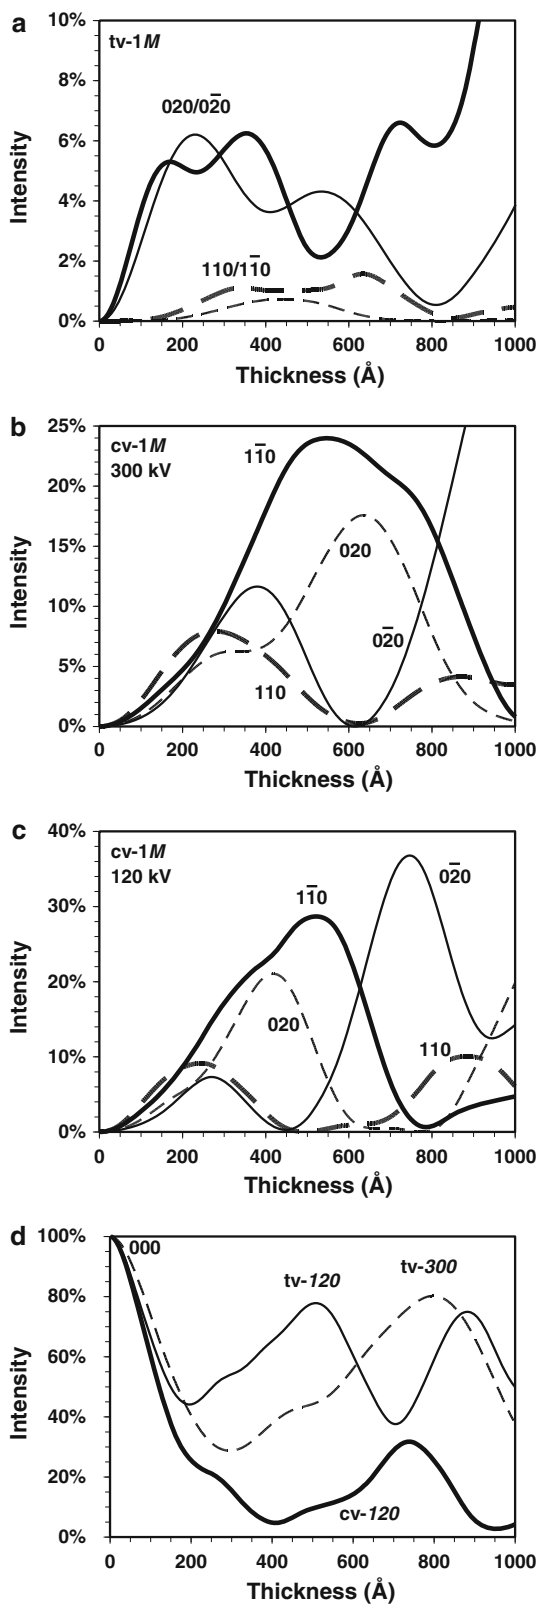 a
10%
tv-1M
8%
020/02̅0
6%
4%
110/11̅0
2%
0%
0 200 400 600 800 1000
Intensity
Thickness (Å)
b
25%
cv-1M
300 kV
11̅0
20%
15%
020
10%
02̅0
5%
110
0%
0 200 400 600 800 1000
Intensity
Thickness (Å)
c
40%
cv-1M
120 kV
02̅0
30%
11̅0
20%
020
10%
110
0%
0 200 400 600 800 1000
Intensity
Thickness (Å)
d
100%
000
tv-300
tv-120
80%
60%
40%
20%
cv-120
0%
0 200 400 600 800 1000
Intensity
Thickness (Å)